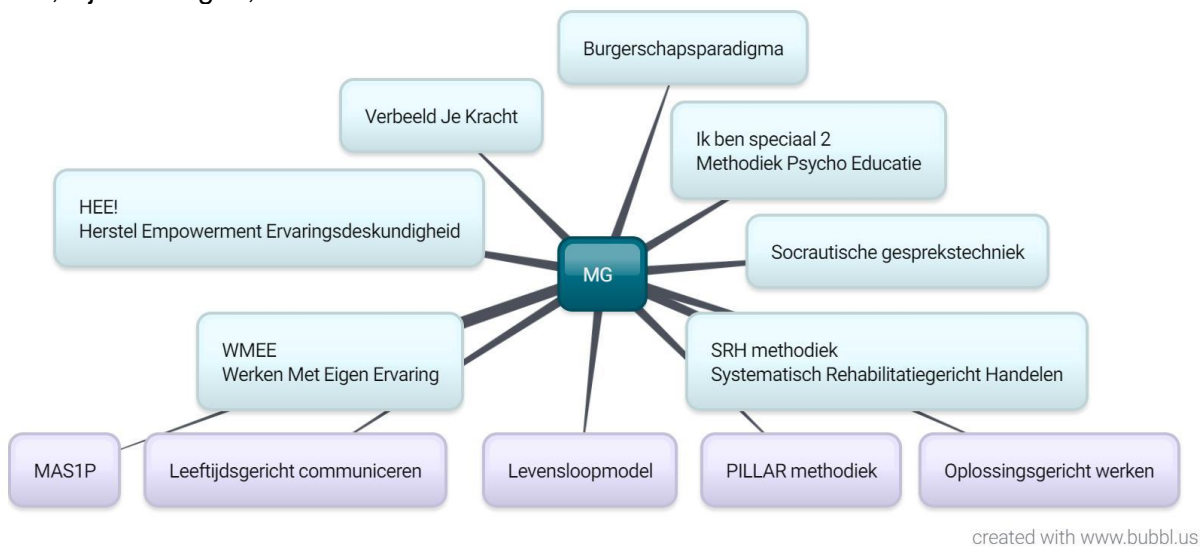 Burgerschapsparadigma
Verbeeld Je Kracht
Ik ben speciaal 2
Methodiek Psycho Educatie
HEE!
Herstel Empowerment Ervaringsdeskundigheid
Socrautische gesprekstechniek
MG
WMEE
Werken Met Eigen Ervaring
SRH methodiek
Systematisch Rehabilitatiegericht Handelen
MAS1P
Leeftijdsgericht communiceren
Levensloopmodel
PILLAR methodiek
Oplossingsgericht werken
created with www.bubbl.us